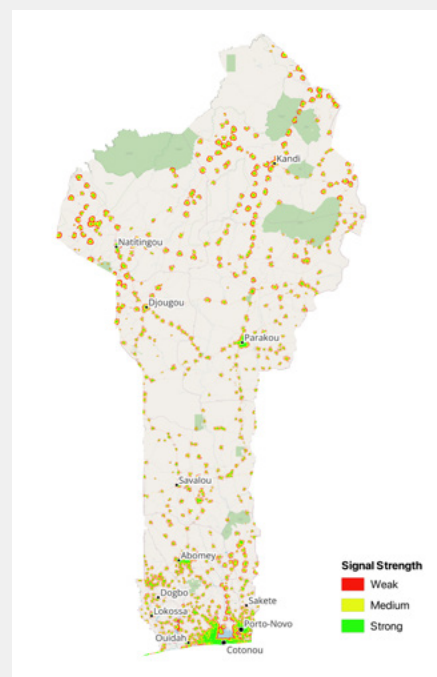 Kandi
Natitingou
Djougou
Parakou
Savalou
Abomey
Dogbo
Lokossa
Sakete
Ouidah
Porto-Novo
Cotonou
Signal Strength
Weak
Medium
Strong